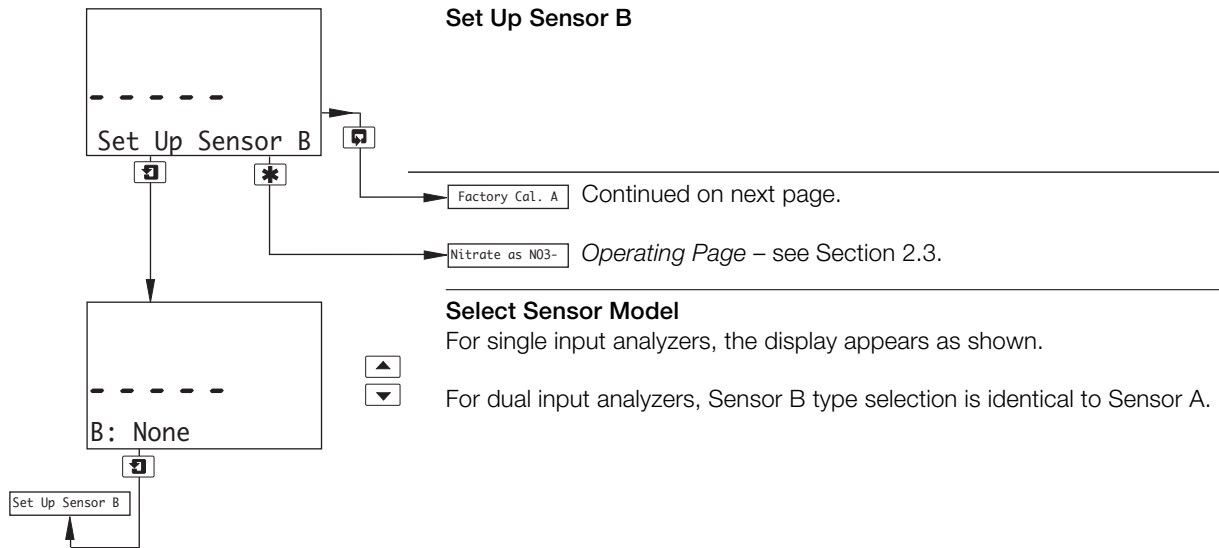 Set Up Sensor B
- - - - -
Set Up Sensor B
Factory Cal. A Continued on next page.
Nitrate as NO3- Operating Page – see Section 2.3.
Select Sensor Model
For single input analyzers, the display appears as shown.
- - - - -
For dual input analyzers, Sensor B type selection is identical to Sensor A.
B: None
Set Up Sensor B